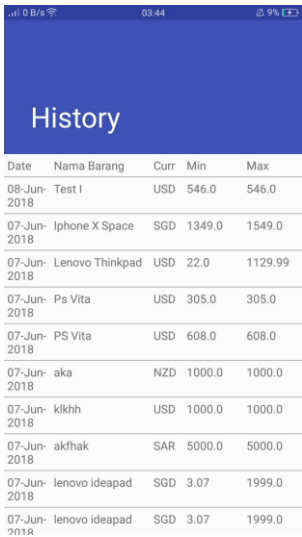 0 B/s 03:44 9%
History
Date Nama Barang Curr Min Max
08-Jun- Test I USD 546.0 546.0
2018
07-Jun- Iphone X Space SGD 1349.0 1549.0
2018
07-Jun- Lenovo Thinkpad USD 22.0 1129.99
2018
07-Jun- Ps Vita USD 305.0 305.0
2018
07-Jun- PS Vita USD 608.0 608.0
2018
07-Jun- aka NZD 1000.0 1000.0
2018
07-Jun- klkhh USD 1000.0 1000.0
2018
07-Jun- akfhak SAR 5000.0 5000.0
2018
07-Jun- lenovo ideapad SGD 3.07 1999.0
2018
07-Jun- lenovo ideapad SGD 3.07 1999.0
2018